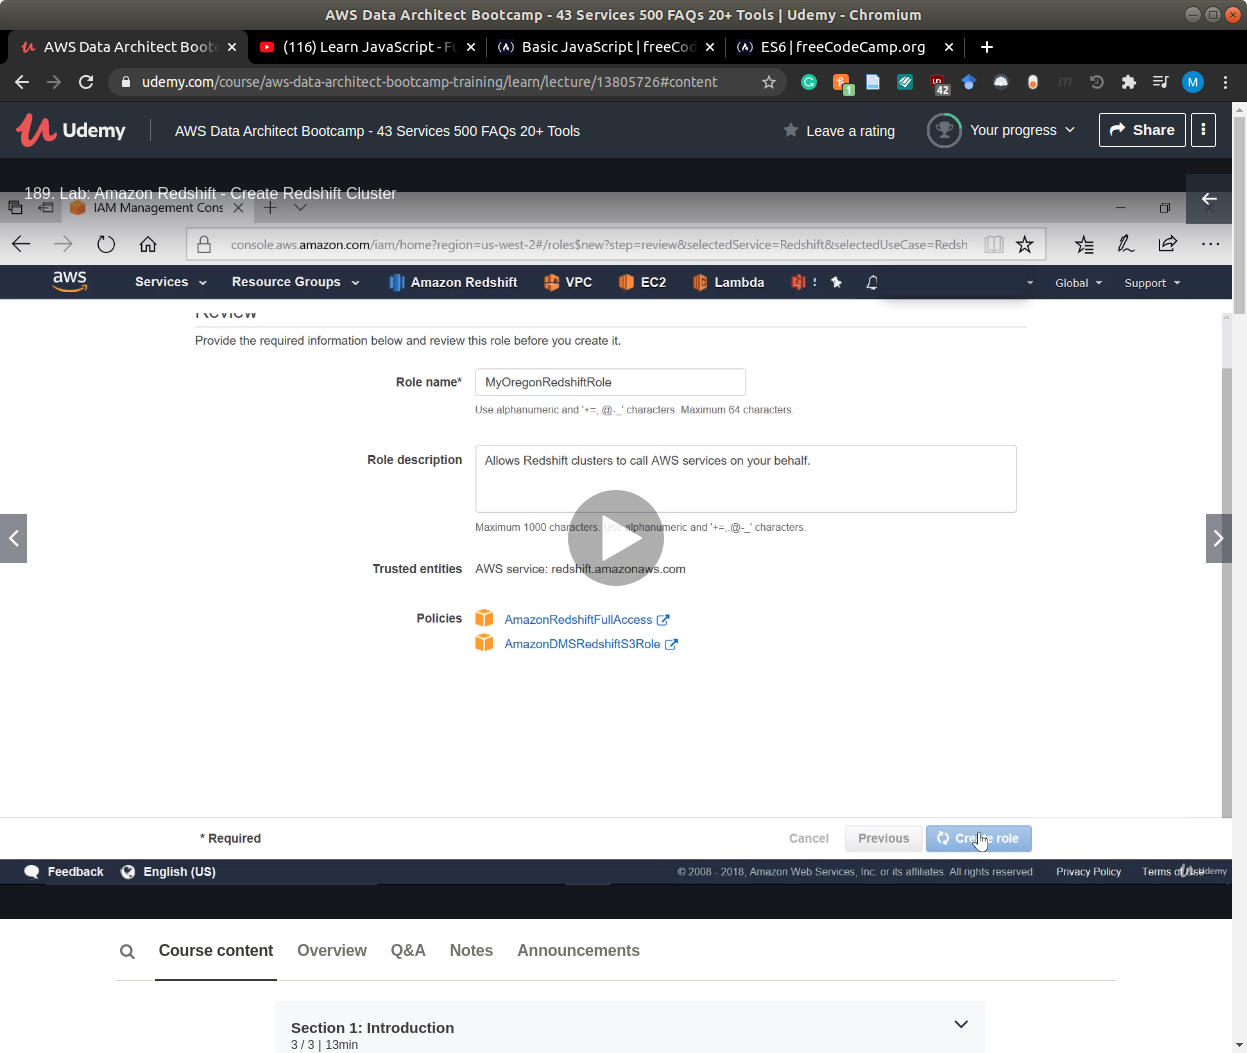 AWS Data Architect Bootcamp - 43 Services 500 FAQs 20+ Tools | Udemy - Chromium
AWS Data Architect Bootc
(116) Learn JavaScript - Fu
Basic JavaScript | freeCod
ES6 | freeCodeCamp.org
udemy.com/course/aws-data-architect-bootcamp-training/learn/lecture/13805726#content
1
42
M
Udemy
AWS Data Architect Bootcamp - 43 Services 500 FAQs 20+ Tools
Leave a rating
Your progress
Share
189. Lab: Amazon Redshift - Create Redshift Cluster
IAM Management Cons
console.aws.amazon.com/iam/home?region=us-west-2#/roles$new?step=review&selectedService=Redshift&selectedUseCase=Redsh
aws
Services
Resource Groups
Amazon Redshift
VPC
EC2
Lambda
Global
Support
Review
Provide the required information below and review this role before you create it.
Role name*
MyOregonRedshiftRole
Use alphanumeric and '+=,.@-_' characters. Maximum 64 characters.
Role description
Allows Redshift clusters to call AWS services on your behalf.
Maximum 1000 characters. Use alphanumeric and '+=,.@-_' characters.
Trusted entities
AWS service: redshift.amazonaws.com
Policies
AmazonRedshiftFullAccess
AmazonDMSRedshiftS3Role
* Required
Cancel
Previous
Create role
Feedback
English (US)
© 2008 - 2018, Amazon Web Services, Inc. or its affiliates. All rights reserved.
Privacy Policy
Terms of Use
Udemy
Course content
Overview
Q&A
Notes
Announcements
Section 1: Introduction
3 / 3 | 13min